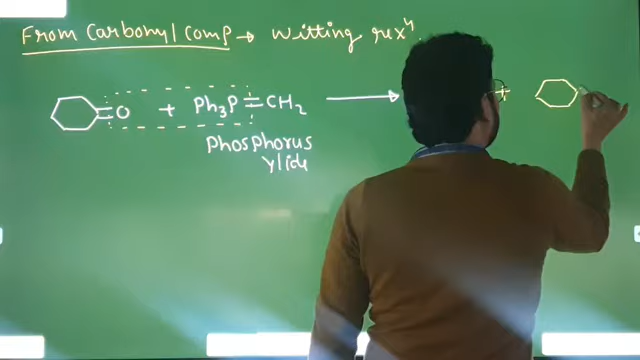 From Carbonyl Comp → Witting rexⁿ.
=O + Ph₃P=CH₂ ⟶ +
Phosphorus
ylide